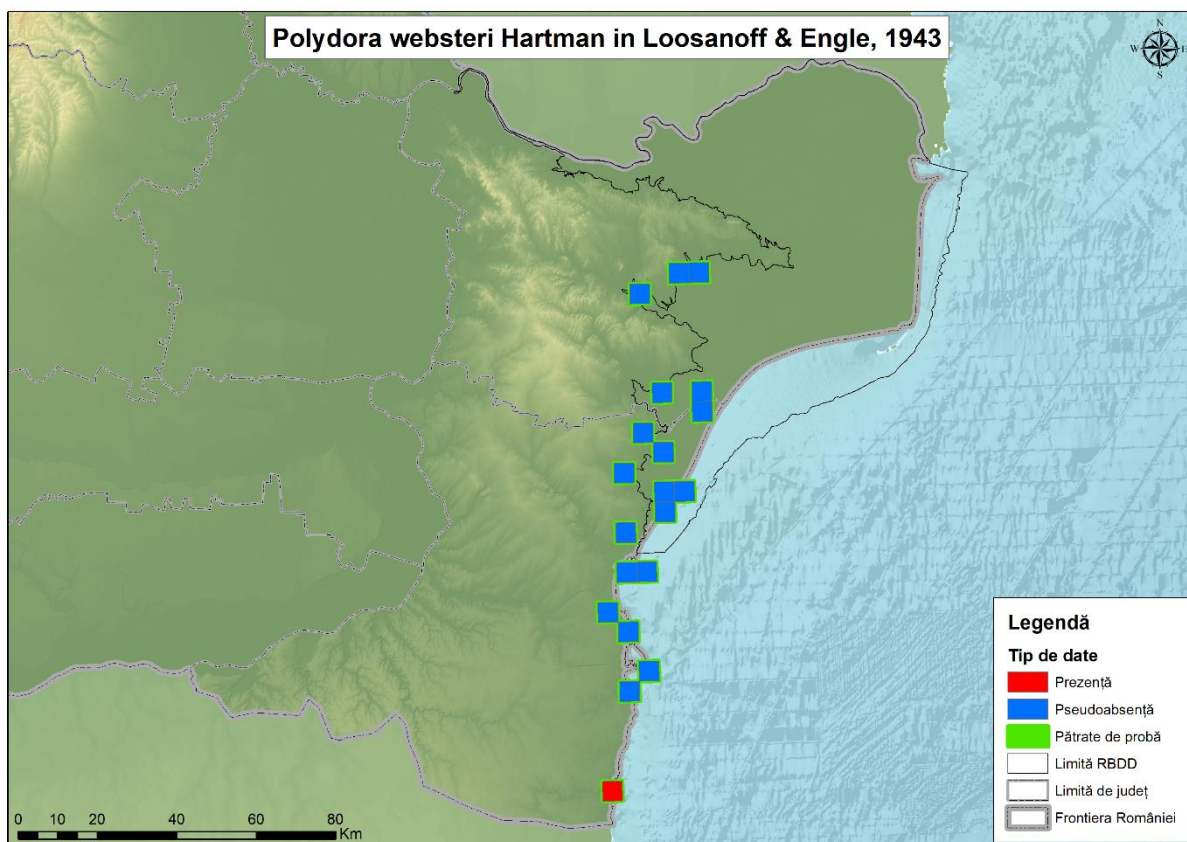 Polydora websteri Hartman in Loosanoff & Engle, 1943
N
W E
S
Legendă
Tip de date
Prezență
Pseudoabsență
Pătrate de probă
Limită RBDD
Limită de județ
Frontiera României
0 10 20 40 60 80
Km